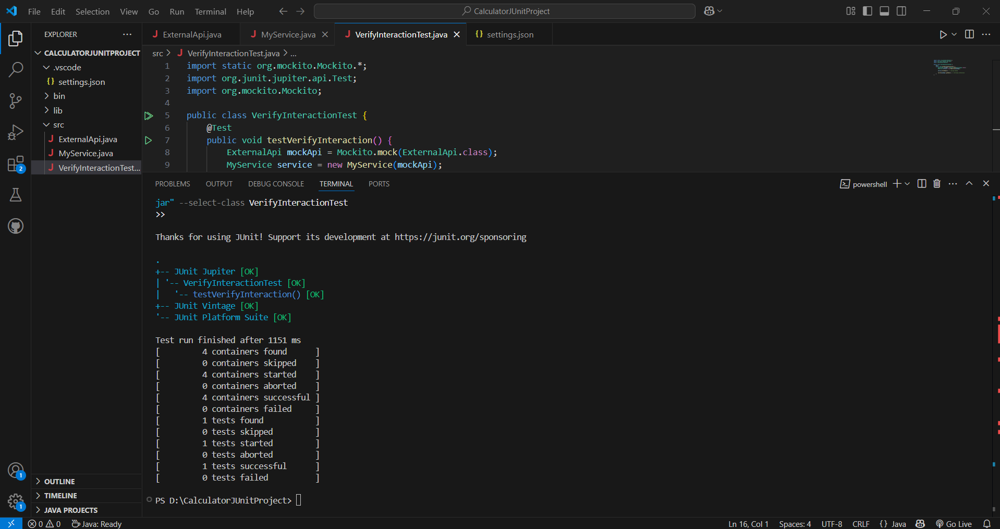 File Edit Selection View Go Run Terminal Help
CalculatorJUnitProject
EXPLORER
CALCULATORJUNITPROJECT
.vscode
{} settings.json
bin
lib
src
J ExternalApi.java
J MyService.java
J VerifyInteractionTest...
2
1
1
OUTLINE
TIMELINE
JAVA PROJECTS
J ExternalApi.java
J MyService.java
J VerifyInteractionTest.java
{} settings.json
src > J VerifyInteractionTest.java > ...
1 import static org.mockito.Mockito.*;
2 import org.junit.jupiter.api.Test;
3 import org.mockito.Mockito;
4
5 public class VerifyInteractionTest {
6 @Test
7 public void testVerifyInteraction() {
8 ExternalApi mockApi = Mockito.mock(ExternalApi.class);
9 MyService service = new MyService(mockApi);
PROBLEMS OUTPUT DEBUG CONSOLE TERMINAL PORTS
powershell
jar" --select-class VerifyInteractionTest
>>
Thanks for using JUnit! Support its development at https://junit.org/sponsoring
.
+-- JUnit Jupiter [OK]
| '-- VerifyInteractionTest [OK]
|   '-- testVerifyInteraction() [OK]
+-- JUnit Vintage [OK]
'-- JUnit Platform Suite [OK]
Test run finished after 1151 ms
[         4 containers found      ]
[         0 containers skipped    ]
[         4 containers started    ]
[         0 containers aborted    ]
[         4 containers successful ]
[         0 containers failed     ]
[         1 tests found           ]
[         0 tests skipped         ]
[         1 tests started         ]
[         0 tests aborted         ]
[         1 tests successful      ]
[         0 tests failed          ]
PS D:\CalculatorJUnitProject>
0 0 Java: Ready
Ln 16, Col 1 Spaces: 4 UTF-8 CRLF {} Java Go Live